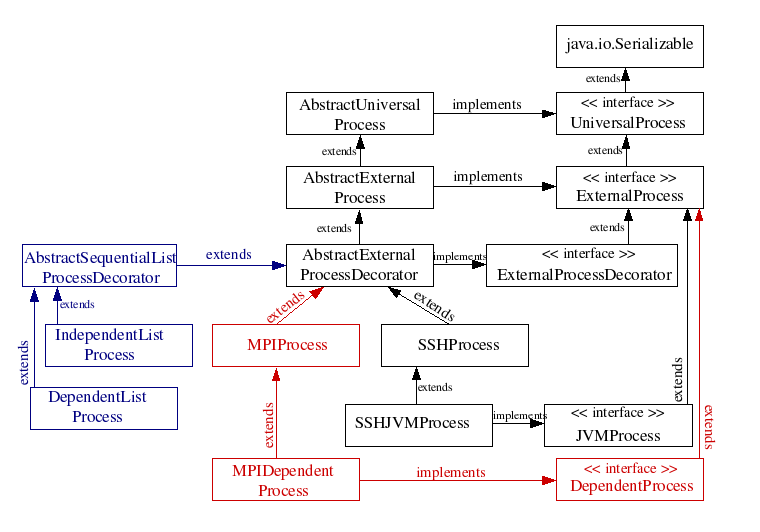 java.io.Serializable
extends
AbstractUniversal
Process
implements
<< interface >>
UniversalProcess
extends
extends
AbstractExternal
Process
implements
<< interface >>
ExternalProcess
extends
extends
AbstractSequentialList
ProcessDecorator
extends
AbstractExternal
ProcessDecorator
implements
<< interface >>
ExternalProcessDecorator
extends
extends
extends
extends
IndependentList
Process
MPIProcess
SSHProcess
extends
extends
extends
DependentList
Process
extends
SSHJVMProcess
implements
<< interface >>
JVMProcess
extends
MPIDependent
Process
implements
<< interface >>
DependentProcess